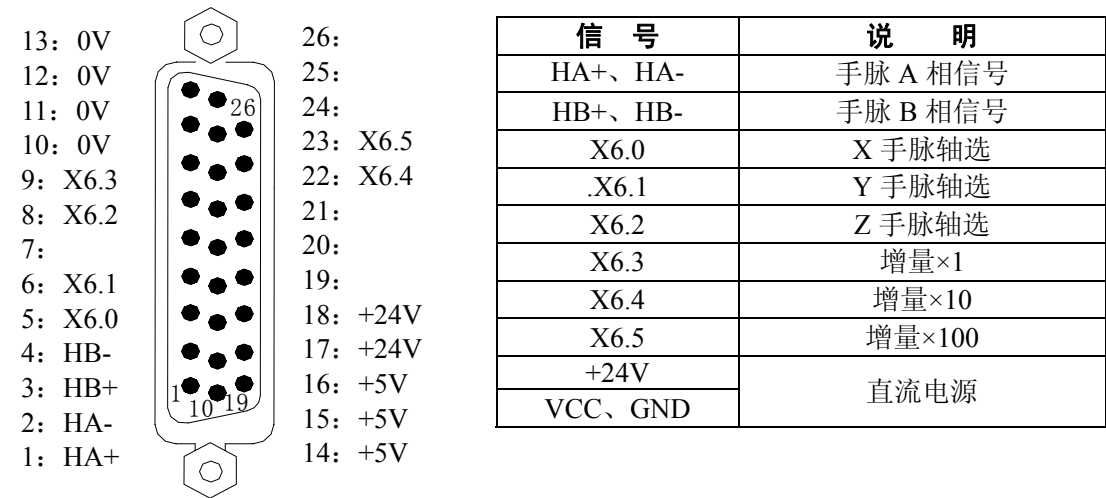 13：0V
12：0V
11：0V
10：0V
9：X6.3
8：X6.2
7：
6：X6.1
5：X6.0
4：HB-
3：HB+
2：HA-
1：HA+
26
1
10
19
26：
25：
24：
23：X6.5
22：X6.4
21：
20：
19：
18：+24V
17：+24V
16：+5V
15：+5V
14：+5V
信 号 说 明
HA+、HA- 手脉 A 相信号
HB+、HB- 手脉 B 相信号
X6.0 X 手脉轴选
.X6.1 Y 手脉轴选
X6.2 Z 手脉轴选
X6.3 增量×1
X6.4 增量×10
X6.5 增量×100
+24V
直流电源
VCC、GND